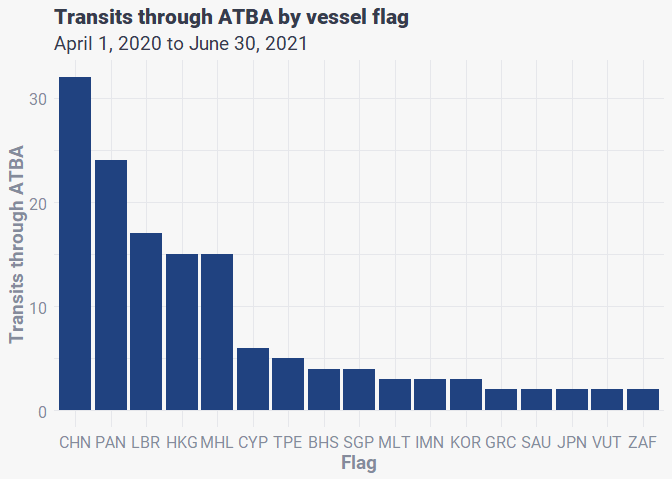 Transits through ATBA by vessel flag
April 1, 2020 to June 30, 2021
Transits through ATBA
30
20
10
0
CHN PAN LBR HKG MHL CYP TPE BHS SGP MLT IMN KOR GRC SAU JPN VUT ZAF
Flag